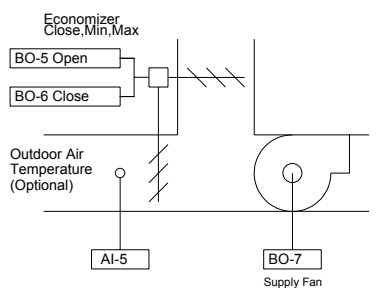 Economizer
Close,Min,Max
BO-5 Open
BO-6 Close
Outdoor Air
Temperature
(Optional)
AI-5
BO-7
Supply Fan